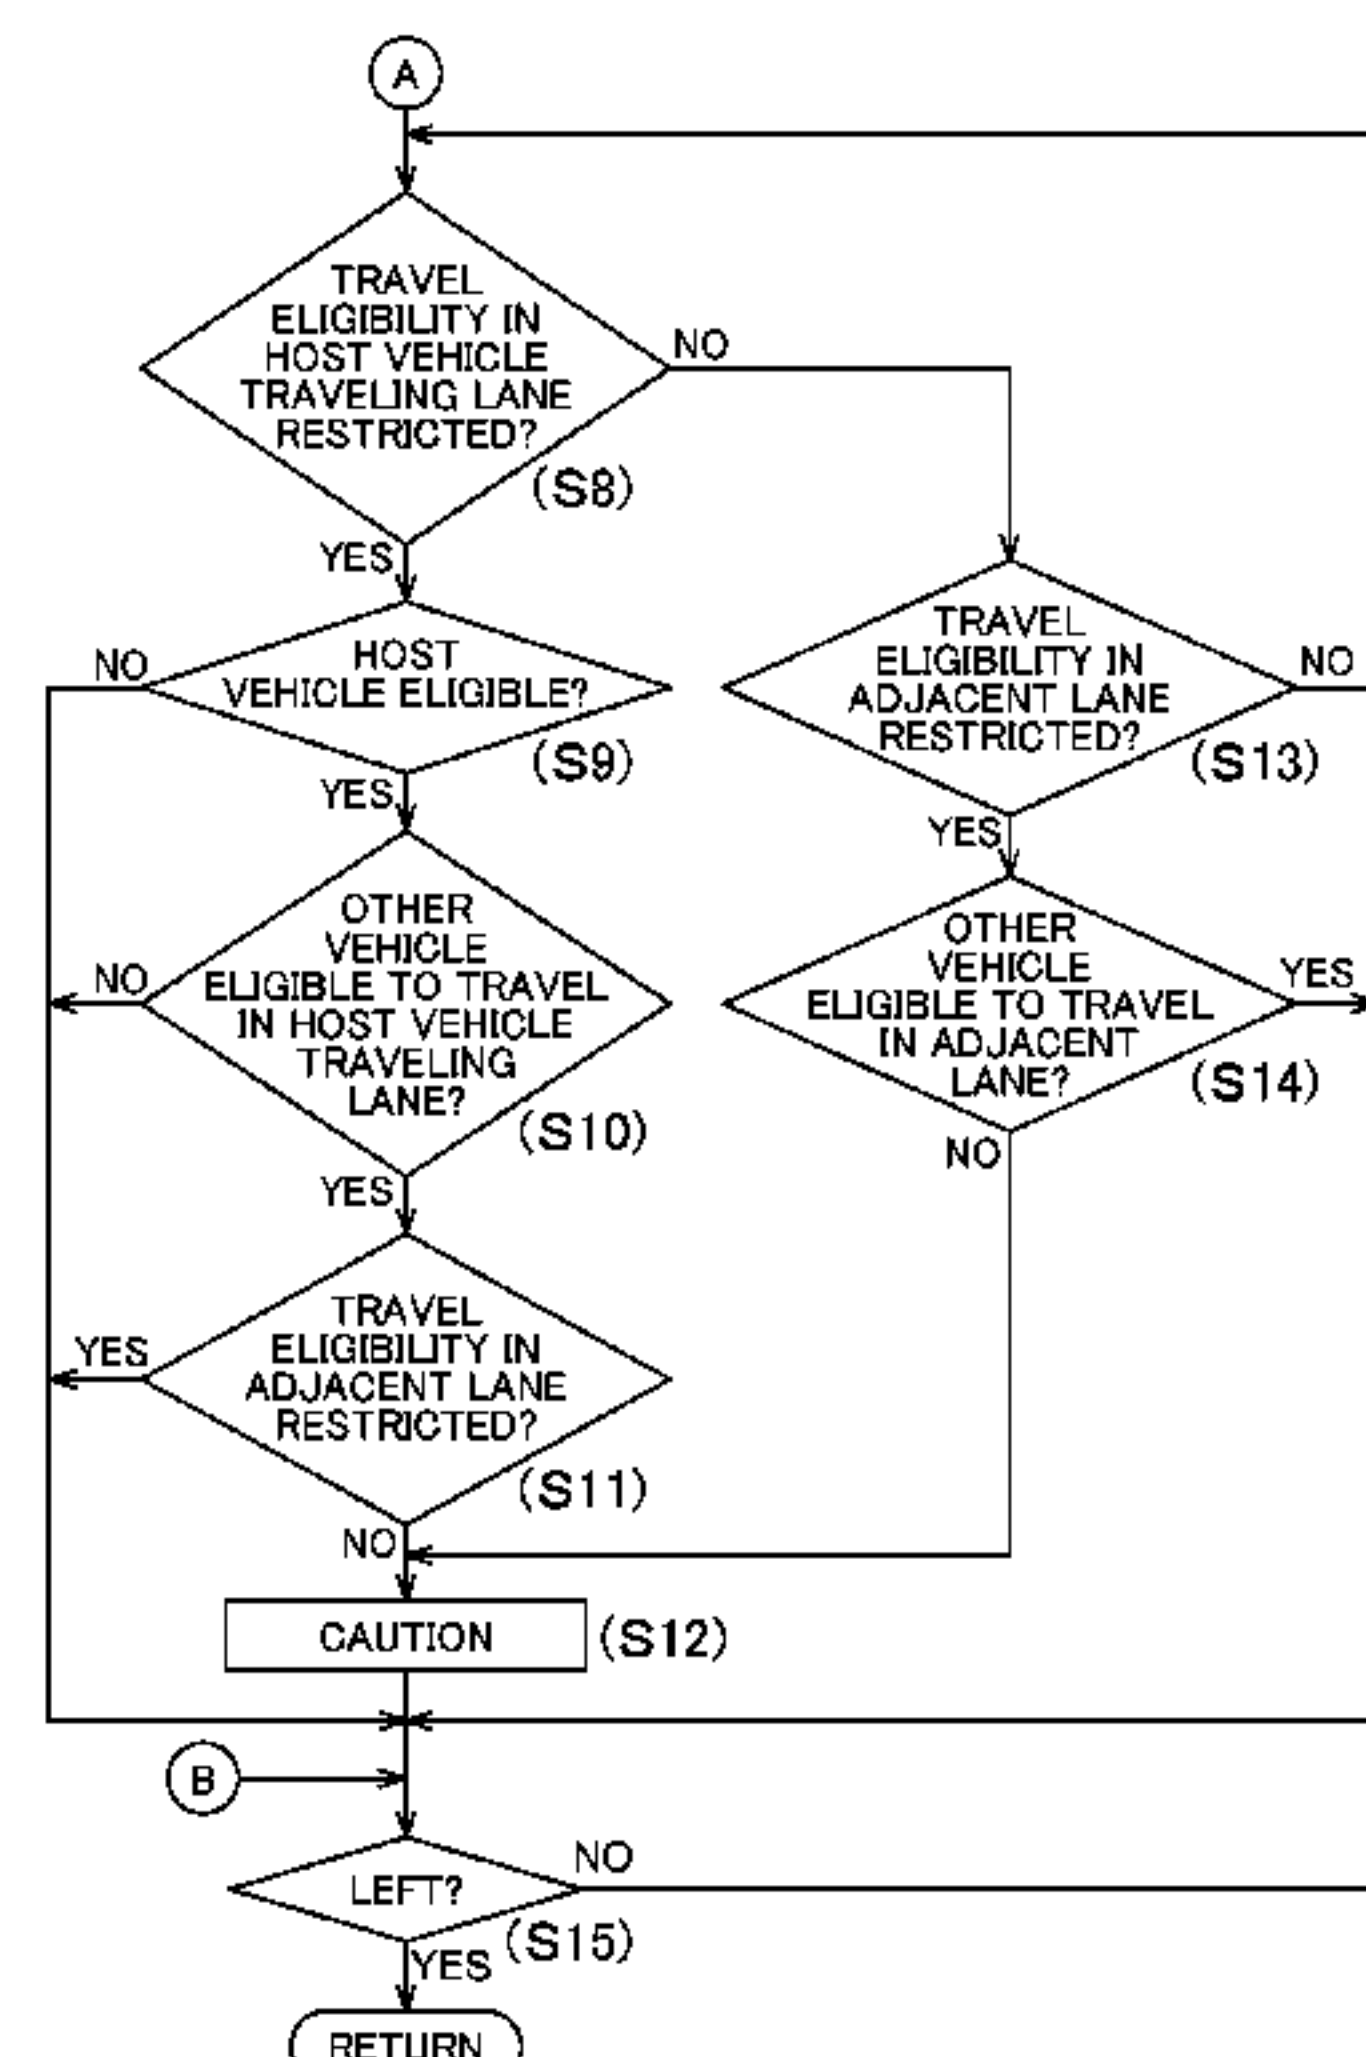 A
TRAVEL
ELIGIBILITY IN
HOST VEHICLE
TRAVELING LANE
RESTRICTED?
NO
(S8)
YES
HOST
VEHICLE ELIGIBLE?
NO
(S9)
YES
TRAVEL
ELIGIBILITY IN
ADJACENT LANE
RESTRICTED?
NO
(S13)
YES
OTHER
VEHICLE
ELIGIBLE TO TRAVEL
IN HOST VEHICLE
TRAVELING
LANE?
NO
(S10)
YES
OTHER
VEHICLE
ELIGIBLE TO TRAVEL
IN ADJACENT
LANE?
YES
(S14)
NO
TRAVEL
ELIGIBILITY IN
ADJACENT LANE
RESTRICTED?
YES
(S11)
NO
CAUTION
(S12)
B
LEFT?
NO
(S15)
YES
RETURN